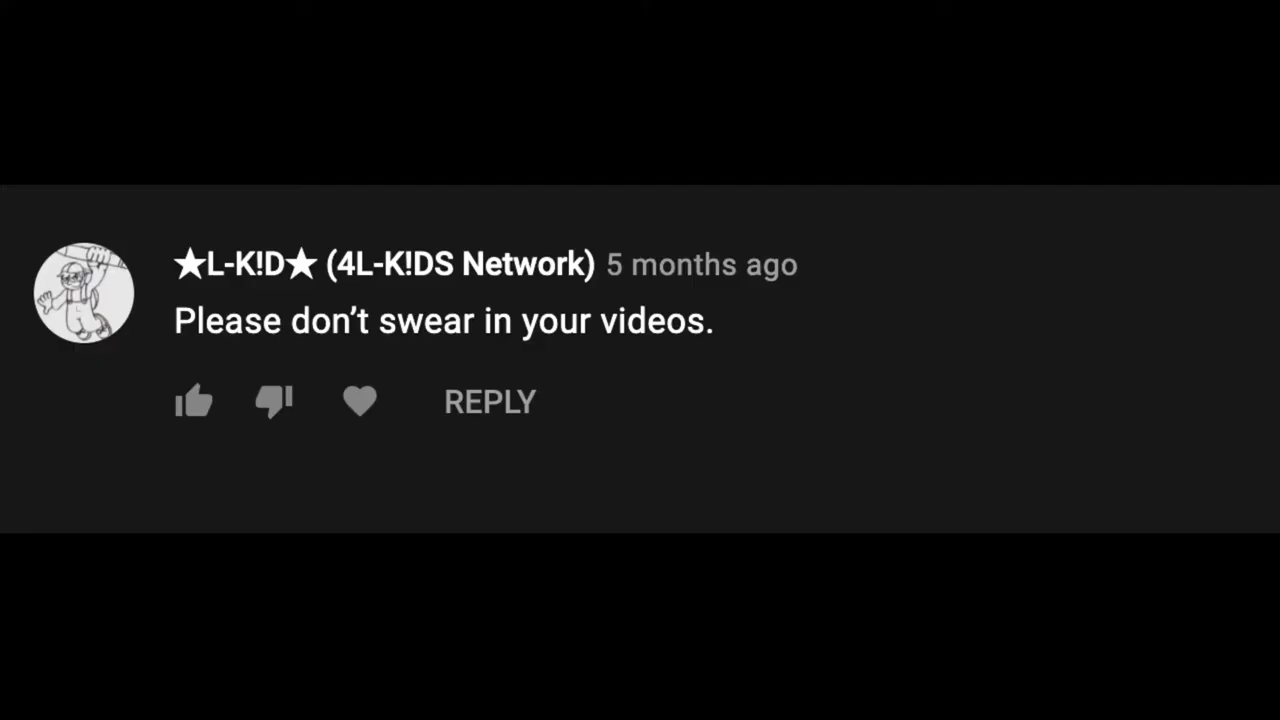 ★L-K!D★ (4L-K!DS Network) 5 months ago
Please don’t swear in your videos.
REPLY